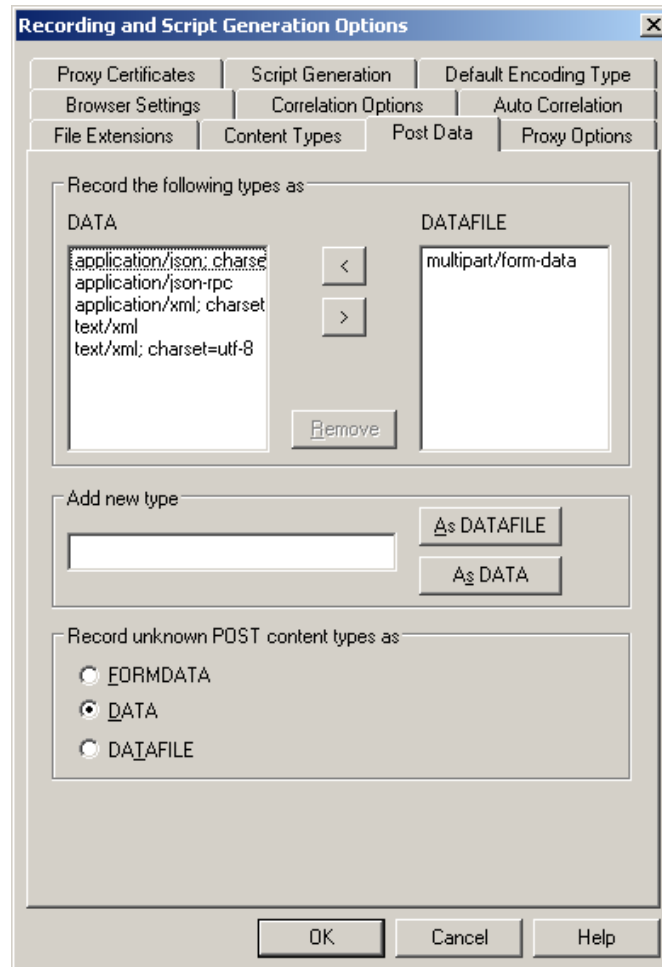 Recording and Script Generation Options
Proxy Certificates Script Generation Default Encoding Type
Browser Settings Correlation Options Auto Correlation
File Extensions Content Types Post Data Proxy Options
Record the following types as
DATA DATAFILE
application/json; charse
application/json-rpc
application/xml; charset
text/xml
text/xml; charset=utf-8
<
>
multipart/form-data
Remove
Add new type
As DATAFILE
As DATA
Record unknown POST content types as
FORMDATA
DATA
DATAFILE
OK Cancel Help